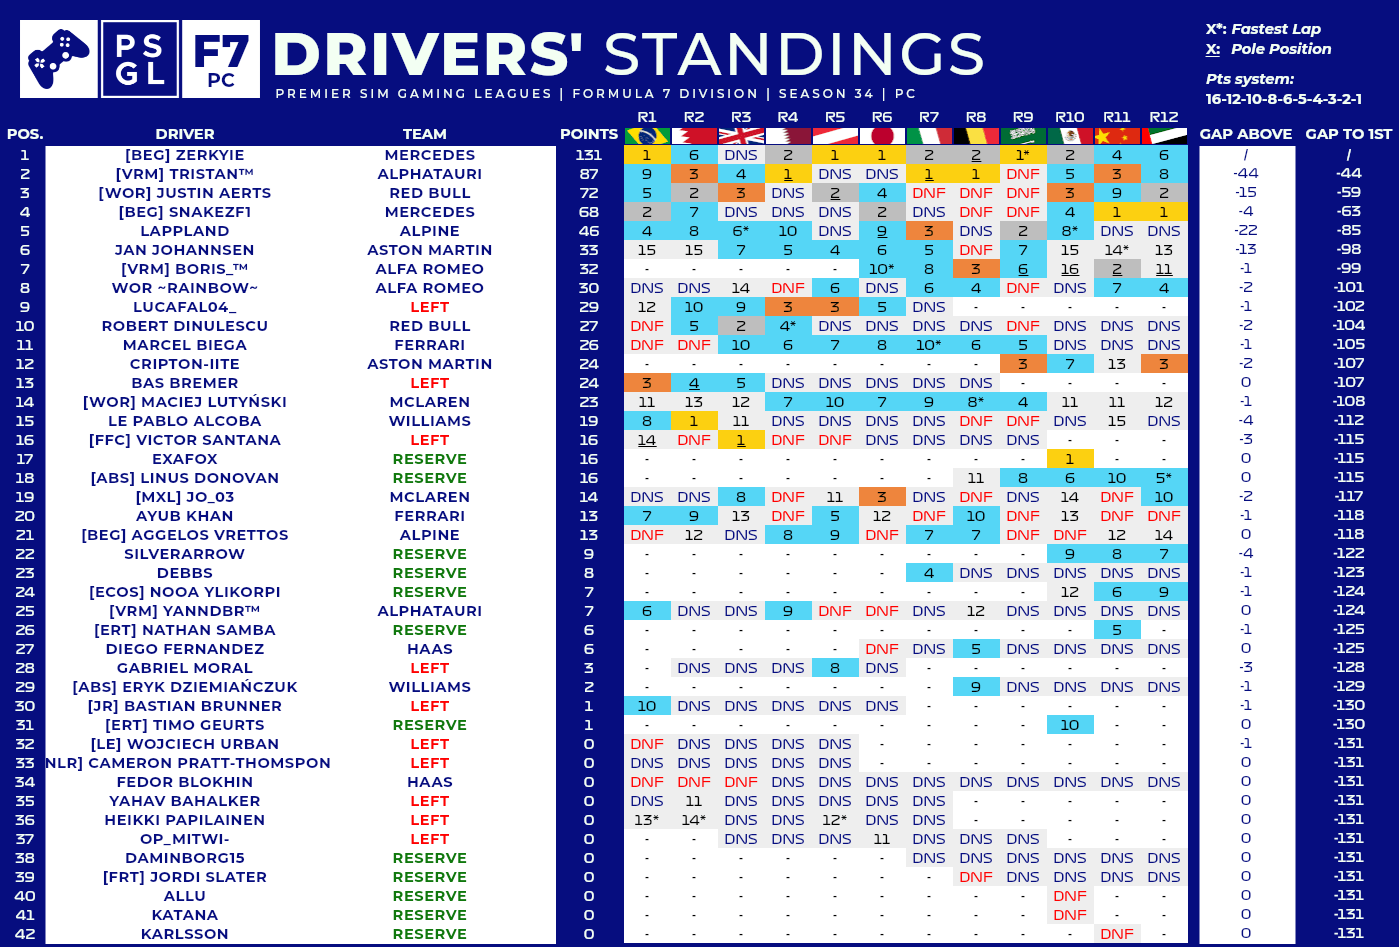 PS
GL
F7
PC
DRIVERS' STANDINGS
PREMIER SIM GAMING LEAGUES | FORMULA 7 DIVISION | SEASON 34 | PC
X*: Fastest Lap
X: Pole Position
Pts system:
16-12-10-8-6-5-4-3-2-1
R1 R2 R3 R4 R5 R6 R7 R8 R9 R10 R11 R12
POS. DRIVER TEAM POINTS GAP ABOVE GAP TO 1ST
1 [BEG] ZERKYIE MERCEDES 131 1 6 DNS 2 1 1 2 2 1* 2 4 6 / /
2 [VRM] TRISTAN™ ALPHATAURI 87 9 3 4 1 DNS DNS 1 1 DNF 5 3 8 -44 -44
3 [WOR] JUSTIN AERTS RED BULL 72 5 2 3 DNS 2 4 DNF DNF DNF 3 9 2 -15 -59
4 [BEG] SNAKEZF1 MERCEDES 68 2 7 DNS DNS DNS 2 DNS DNF DNF 4 1 1 -4 -63
5 LAPPLAND ALPINE 46 4 8 6* 10 DNS 9 3 DNS 2 8* DNS DNS -22 -85
6 JAN JOHANNSEN ASTON MARTIN 33 15 15 7 5 4 6 5 DNF 7 15 14* 13 -13 -98
7 [VRM] BORIS_™ ALFA ROMEO 32 - - - - - 10* 8 3 6 16 2 11 -1 -99
8 WOR ~RAINBOW~ ALFA ROMEO 30 DNS DNS 14 DNF 6 DNS 6 4 DNF DNS 7 4 -2 -101
9 LUCAFAL04_ LEFT 29 12 10 9 3 3 5 DNS - - - - - -1 -102
10 ROBERT DINULESCU RED BULL 27 DNF 5 2 4* DNS DNS DNS DNS DNF DNS DNS DNS -2 -104
11 MARCEL BIEGA FERRARI 26 DNF DNF 10 6 7 8 10* 6 5 DNS DNS DNS -1 -105
12 CRIPTON-IITE ASTON MARTIN 24 - - - - - - - - 3 7 13 3 -2 -107
13 BAS BREMER LEFT 24 3 4 5 DNS DNS DNS DNS DNS - - - - 0 -107
14 [WOR] MACIEJ LUTYŃSKI MCLAREN 23 11 13 12 7 10 7 9 8* 4 11 11 12 -1 -108
15 LE PABLO ALCOBA WILLIAMS 19 8 1 11 DNS DNS DNS DNS DNF DNF DNS 15 DNS -4 -112
16 [FFC] VICTOR SANTANA LEFT 16 14 DNF 1 DNF DNF DNS DNS DNS DNS - - - -3 -115
17 EXAFOX RESERVE 16 - - - - - - - - - 1 - - 0 -115
18 [ABS] LINUS DONOVAN RESERVE 16 - - - - - - - 11 8 6 10 5* 0 -115
19 [MXL] JO_03 MCLAREN 14 DNS DNS 8 DNF 11 3 DNS DNF DNS 14 DNF 10 -2 -117
20 AYUB KHAN FERRARI 13 7 9 13 DNF 5 12 DNF 10 DNF 13 DNF DNF -1 -118
21 [BEG] AGGELOS VRETTOS ALPINE 13 DNF 12 DNS 8 9 DNF 7 7 DNF DNF 12 14 0 -118
22 SILVERARROW RESERVE 9 - - - - - - - - - 9 8 7 -4 -122
23 DEBBS RESERVE 8 - - - - - - 4 DNS DNS DNS DNS DNS -1 -123
24 [ECOS] NOOA YLIKORPI RESERVE 7 - - - - - - - - - 12 6 9 -1 -124
25 [VRM] YANNDBR™ ALPHATAURI 7 6 DNS DNS 9 DNF DNF DNS 12 DNS DNS DNS DNS 0 -124
26 [ERT] NATHAN SAMBA RESERVE 6 - - - - - - - - - - 5 - -1 -125
27 DIEGO FERNANDEZ HAAS 6 - - - - - DNF DNS 5 DNS DNS DNS DNS 0 -125
28 GABRIEL MORAL LEFT 3 - DNS DNS DNS 8 DNS - - - - - - -3 -128
29 [ABS] ERYK DZIEMIAŃCZUK WILLIAMS 2 - - - - - - - 9 DNS DNS DNS DNS -1 -129
30 [JR] BASTIAN BRUNNER LEFT 1 10 DNS DNS DNS DNS DNS - - - - - - -1 -130
31 [ERT] TIMO GEURTS RESERVE 1 - - - - - - - - - 10 - - 0 -130
32 [LE] WOJCIECH URBAN LEFT 0 DNF DNS DNS DNS DNS - - - - - - - -1 -131
33 NLR] CAMERON PRATT-THOMSPON LEFT 0 DNS DNS DNS DNS DNS - - - - - - - 0 -131
34 FEDOR BLOKHIN HAAS 0 DNF DNF DNF DNS DNS DNS DNS DNS DNS DNS DNS DNS 0 -131
35 YAHAV BAHALKER LEFT 0 DNS 11 DNS DNS DNS DNS DNS - - - - - 0 -131
36 HEIKKI PAPILAINEN LEFT 0 13* 14* DNS DNS 12* DNS DNS - - - - - 0 -131
37 OP_MITWI- LEFT 0 - - DNS DNS DNS 11 DNS DNS DNS - - - 0 -131
38 DAMINBORG15 RESERVE 0 - - - - - - DNS DNS DNS DNS DNS DNS 0 -131
39 [FRT] JORDI SLATER RESERVE 0 - - - - - - - DNF DNS DNS DNS DNS 0 -131
40 ALLU RESERVE 0 - - - - - - - - - DNF - - 0 -131
41 KATANA RESERVE 0 - - - - - - - - - DNF - - 0 -131
42 KARLSSON RESERVE 0 - - - - - - - - - - DNF - 0 -131